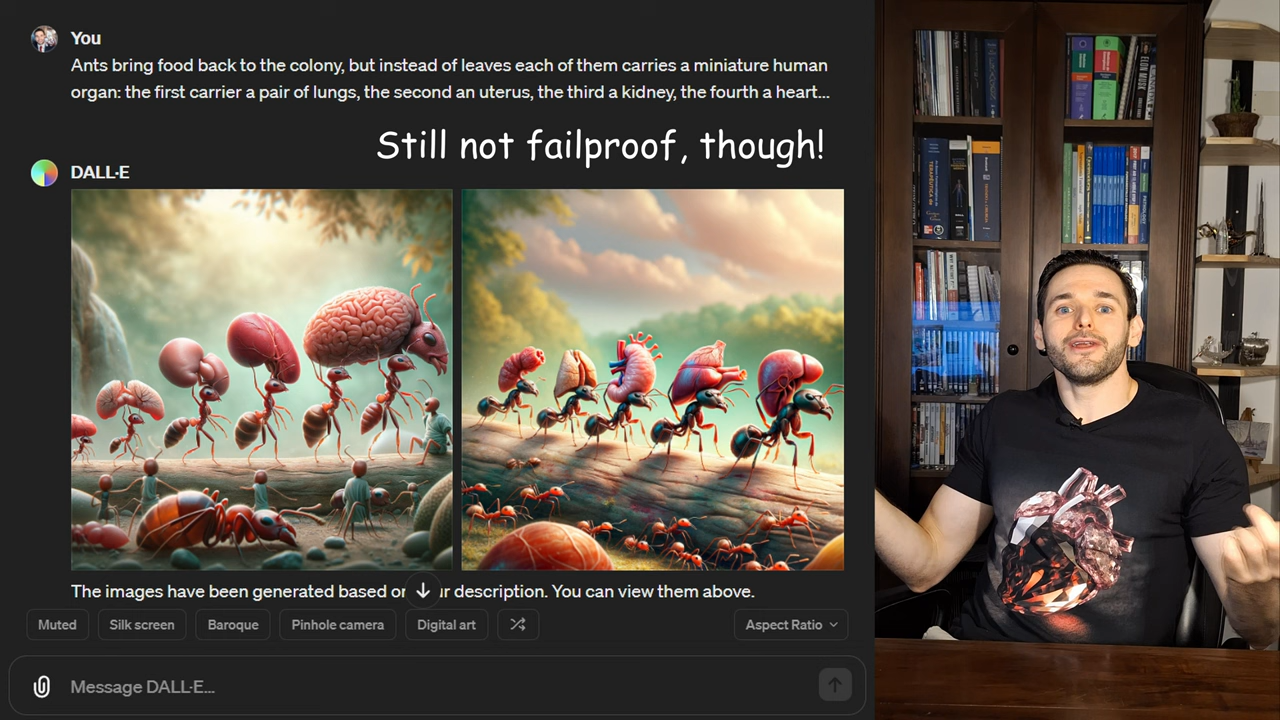 You
Ants bring food back to the colony, but instead of leaves each of them carries a miniature human
organ: the first carrier a pair of lungs, the second an uterus, the third a kidney, the fourth a heart...
Still not failproof, though!
DALL·E
The images have been generated based on r description. You can view them above.
Muted
Silk screen
Baroque
Pinhole camera
Digital art
Aspect Ratio
Message DALL·E...
ELON MUSK